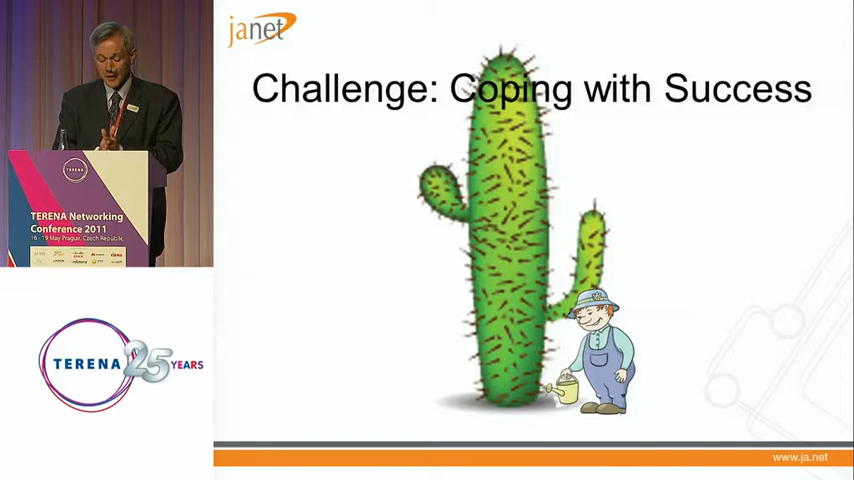 janet
Challenge: Coping with Success
TERENA Networking
Conference 2011
16 - 19 May Prague, Czech Republic
TERENA 25 YEARS
www.ja.net